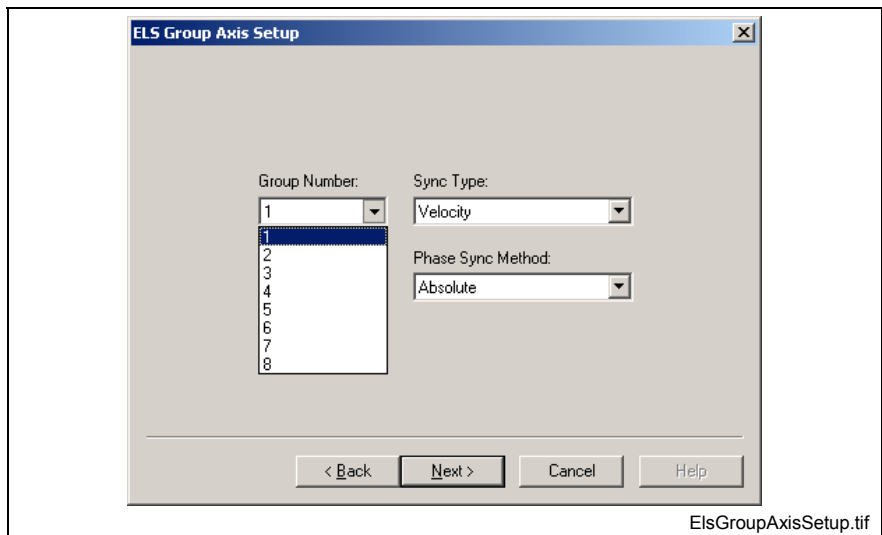 ELS Group Axis Setup
Group Number:
1
1
2
3
4
5
6
7
8
Sync Type:
Velocity
Phase Sync Method:
Absolute
< Back
Next >
Cancel
Help
ElsGroupAxisSetup.tif